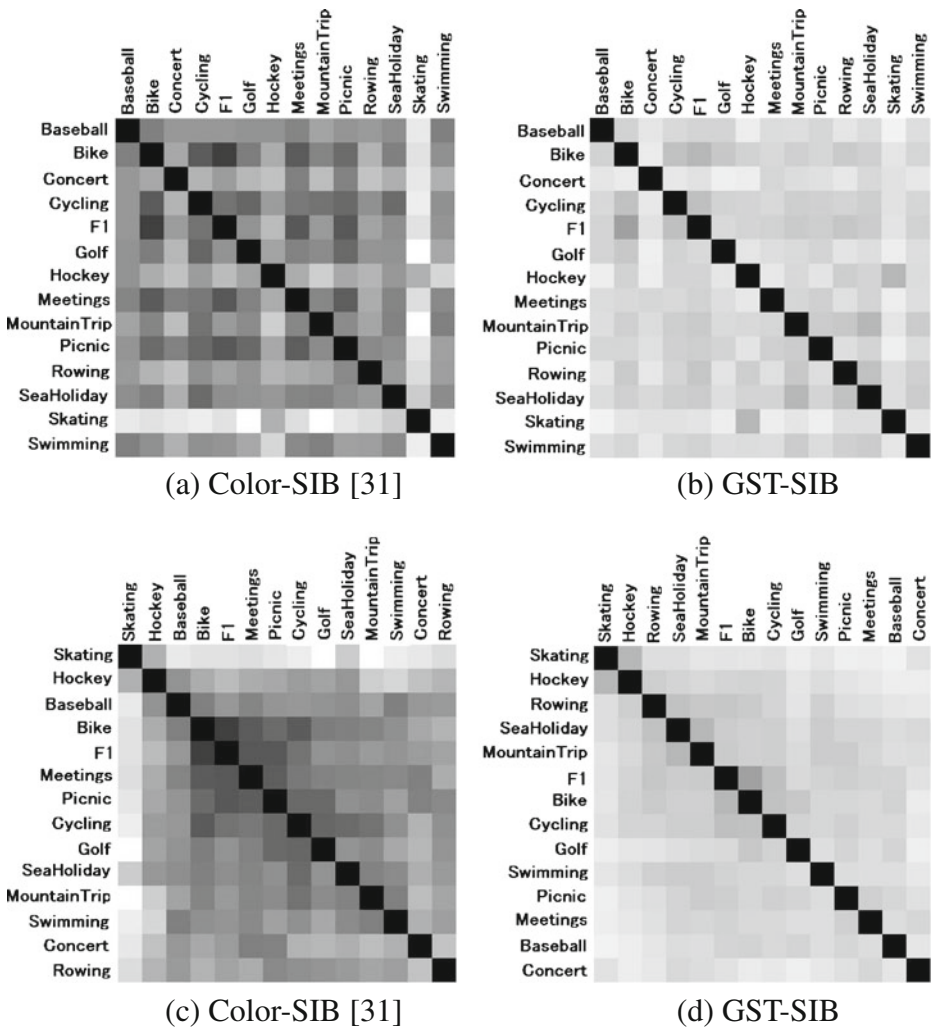 Baseball
Bike
Concert
Cycling
F1
Golf
Hockey
Meetings
MountainTrip
Picnic
Rowing
SeaHoliday
Skating
Swimming
Baseball
Bike
Concert
Cycling
F1
Golf
Hockey
Meetings
MountainTrip
Picnic
Rowing
SeaHoliday
Skating
Swimming
(a) Color-SIB [31]
Baseball
Bike
Concert
Cycling
F1
Golf
Hockey
Meetings
MountainTrip
Picnic
Rowing
SeaHoliday
Skating
Swimming
Baseball
Bike
Concert
Cycling
F1
Golf
Hockey
Meetings
MountainTrip
Picnic
Rowing
SeaHoliday
Skating
Swimming
(b) GST-SIB
Skating
Hockey
Baseball
Bike
F1
Meetings
Picnic
Cycling
Golf
SeaHoliday
MountainTrip
Swimming
Concert
Rowing
Skating
Hockey
Baseball
Bike
F1
Meetings
Picnic
Cycling
Golf
SeaHoliday
MountainTrip
Swimming
Concert
Rowing
(c) Color-SIB [31]
Skating
Hockey
Rowing
SeaHoliday
MountainTrip
F1
Bike
Cycling
Golf
Swimming
Picnic
Meetings
Baseball
Concert
Skating
Hockey
Rowing
SeaHoliday
MountainTrip
F1
Bike
Cycling
Golf
Swimming
Picnic
Meetings
Baseball
Concert
(d) GST-SIB